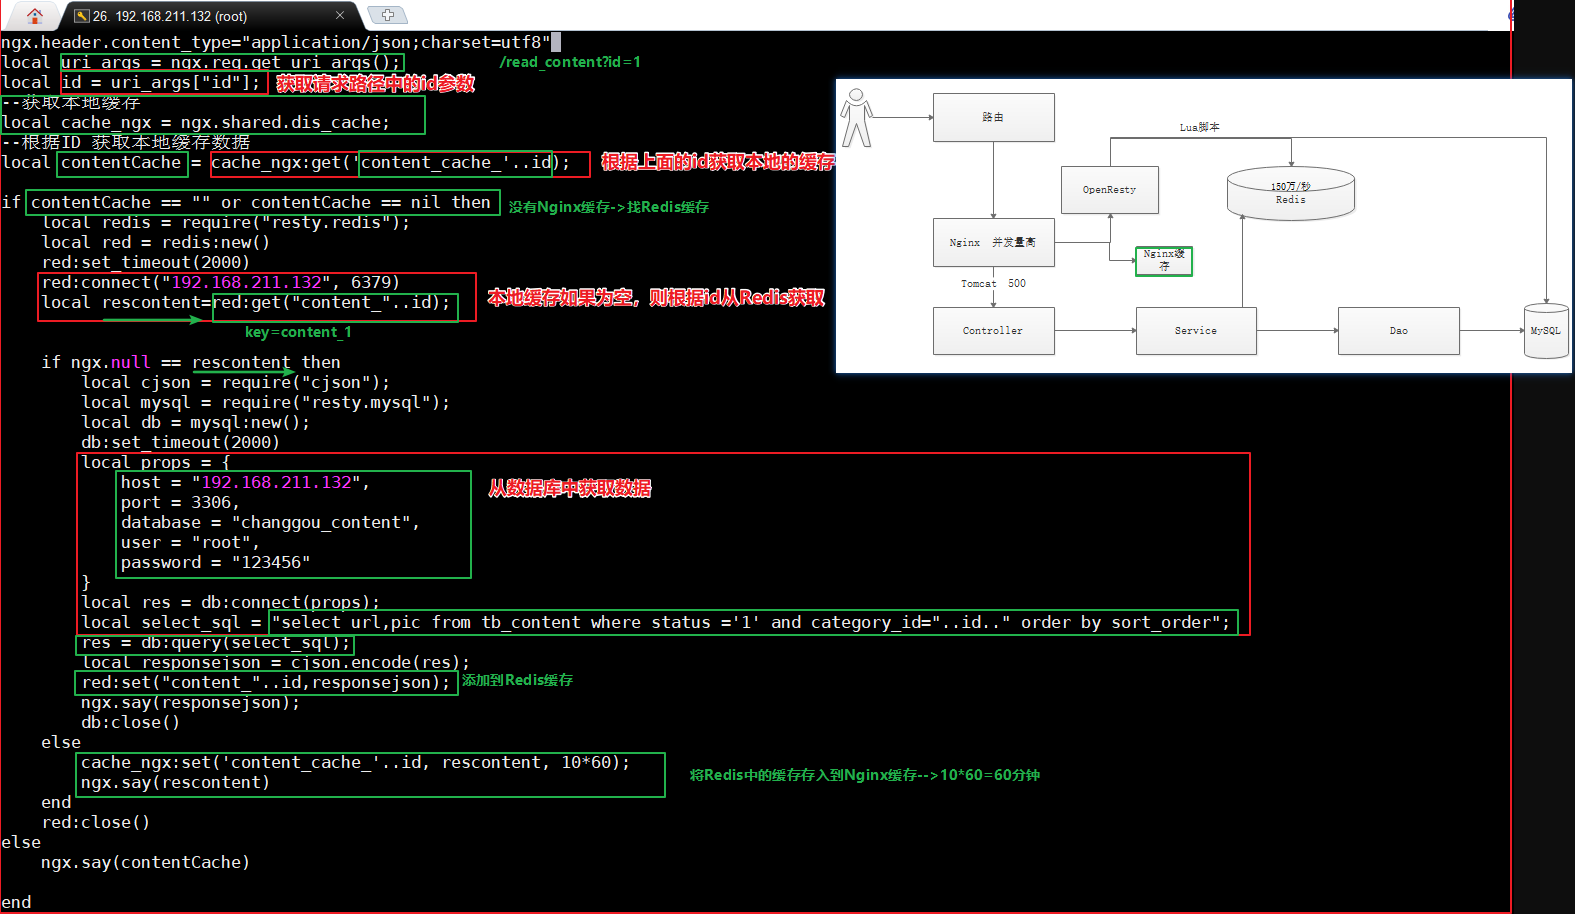 26. 192.168.211.132 (root)
ngx.header.content_type="application/json;charset=utf8"
local uri_args = ngx.req.get_uri_args();
/read_content?id=1
local id = uri_args["id"];
获取请求路径中的id参数
--获取本地缓存
local cache_ngx = ngx.shared.dis_cache;
--根据ID 获取本地缓存数据
local contentCache = cache_ngx:get('content_cache_'..id);
根据上面的id获取本地的缓存
if contentCache == "" or contentCache == nil then
没有Nginx缓存->找Redis缓存
local redis = require("resty.redis");
local red = redis:new()
red:set_timeout(2000)
red:connect("192.168.211.132", 6379)
local rescontent=red:get("content_"..id);
本地缓存如果为空，则根据id从Redis获取
key=content_1
if ngx.null == rescontent then
local cjson = require("cjson");
local mysql = require("resty.mysql");
local db = mysql:new();
db:set_timeout(2000)
local props = {
host = "192.168.211.132",
从数据库中获取数据
port = 3306,
database = "changgou_content",
user = "root",
password = "123456"
}
local res = db:connect(props);
local select_sql = "select url,pic from tb_content where status ='1' and category_id="..id.." order by sort_order";
res = db:query(select_sql);
local responsejson = cjson.encode(res);
red:set("content_"..id,responsejson);
添加到Redis缓存
ngx.say(responsejson);
db:close()
else
cache_ngx:set('content_cache_'..id, rescontent, 10*60);
将Redis中的缓存存入到Nginx缓存-->10*60=60分钟
ngx.say(rescontent)
end
red:close()
else
ngx.say(contentCache)
end
路由
Lua脚本
OpenResty
150万/秒
Redis
Nginx 并发量高
Nginx缓
存
Tomcat 500
Controller
Service
Dao
MySQL